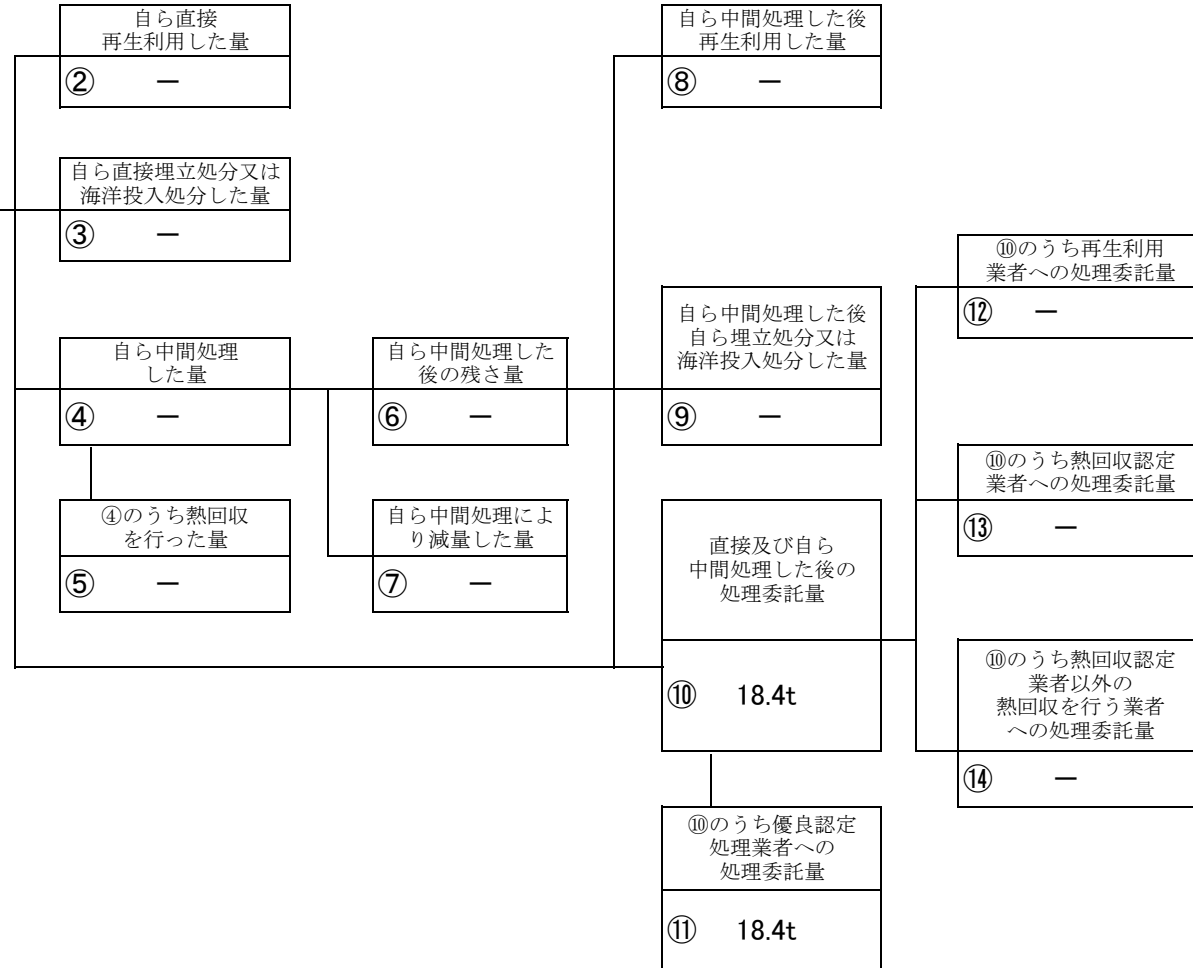 自ら直接
再生利用した量
② ー
自ら直接埋立処分又は
海洋投入処分した量
③ ー
自ら中間処理
した量
④ ー
④のうち熱回収
を行った量
⑤ ー
自ら中間処理した
後の残さ量
⑥ ー
自ら中間処理によ
り減量した量
⑦ ー
自ら中間処理した後
再生利用した量
⑧ ー
自ら中間処理した後
自ら埋立処分又は
海洋投入処分した量
⑨ ー
直接及び自ら
中間処理した後の
処理委託量
⑩ 18.4t
⑩のうち優良認定
処理業者への
処理委託量
⑪ 18.4t
⑩のうち再生利用
業者への処理委託量
⑫ ー
⑩のうち熱回収認定
業者への処理委託量
⑬ ー
⑩のうち熱回収認定
業者以外の
熱回収を行う業者
への処理委託量
⑭ ー